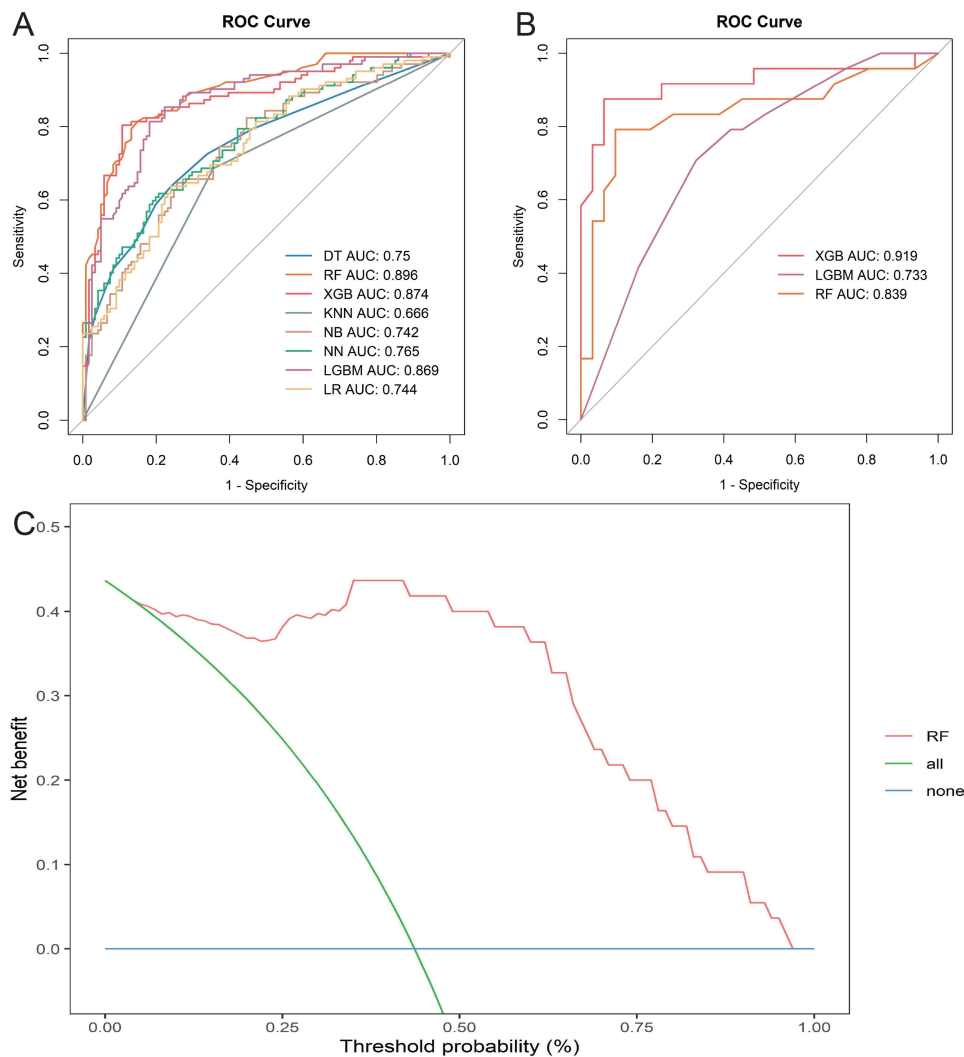 A
ROC Curve
Sensitivity
1.0
0.8
0.6
0.4
0.2
0.0
DT AUC: 0.75
RF AUC: 0.896
XGB AUC: 0.874
KNN AUC: 0.666
NB AUC: 0.742
NN AUC: 0.765
LGBM AUC: 0.869
LR AUC: 0.744
0.0 0.2 0.4 0.6 0.8 1.0
1 - Specificity
B
ROC Curve
Sensitivity
1.0
0.8
0.6
0.4
0.2
0.0
XGB AUC: 0.919
LGBM AUC: 0.733
RF AUC: 0.839
0.0 0.2 0.4 0.6 0.8 1.0
1 - Specificity
C
Net benefit
0.5
0.4
0.3
0.2
0.1
0.0
0.00 0.25 0.50 0.75 1.00
Threshold probability (%)
RF
all
none